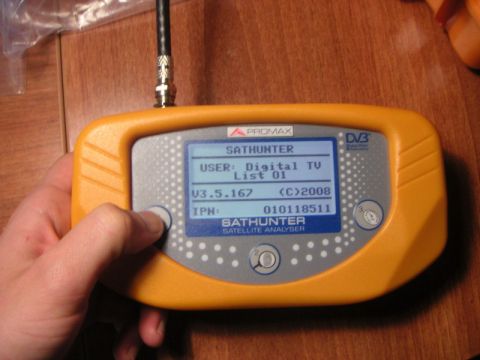 PROMAX
DVB
SATHUNTER
USER: Digital TV
List 01
V3.5.167 (C)2008
IPN: 010118511
SATHUNTER
SATELLITE ANALYSER